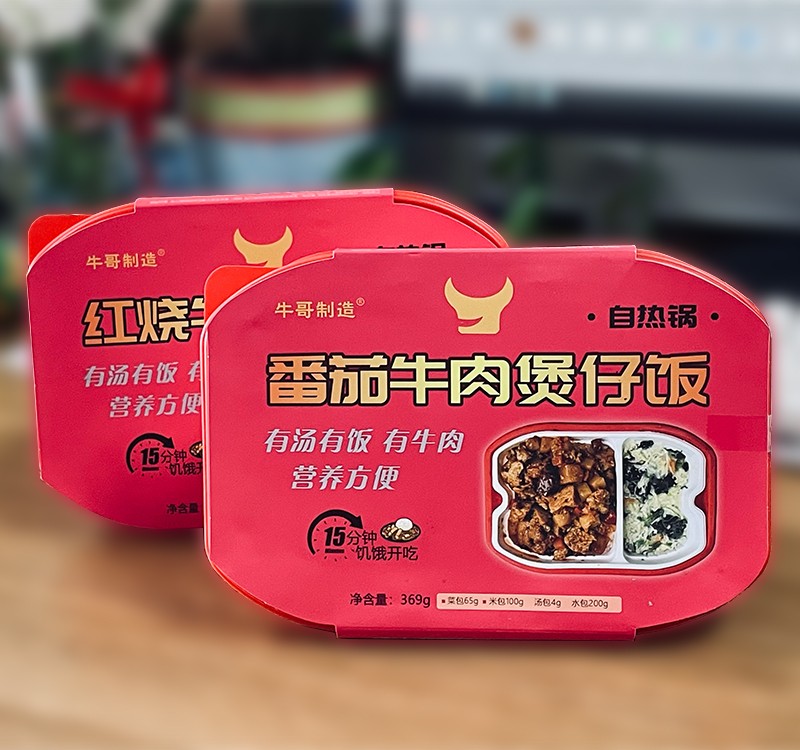 牛哥制造®
红烧牛
有汤有饭 有
营养方便
15分钟
饥饿开
净含量
牛哥制造®
·自热锅·
番茄牛肉煲仔饭
有汤有饭 有牛肉
营养方便
15分钟
饥饿开吃
净含量：369g ▪菜包65g ▪米包100g 汤包4g 水包200g